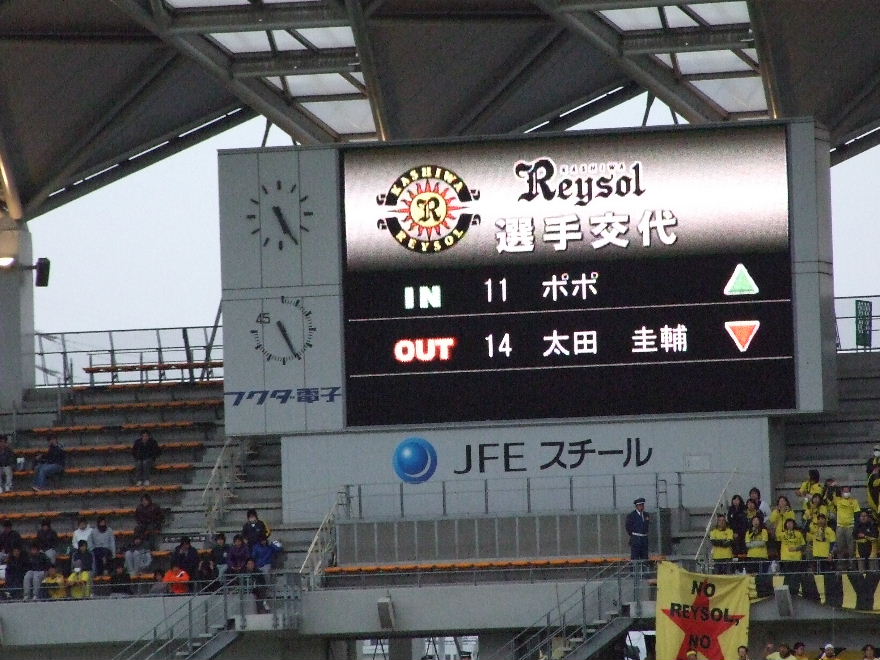 KASHIWA
R
REYSOL
KASHIWA
Reysol
選手交代
IN 11 ポポ
OUT 14 太田 圭輔
45
フクダ電子
JFE スチール
NO
REYSOL,
NO